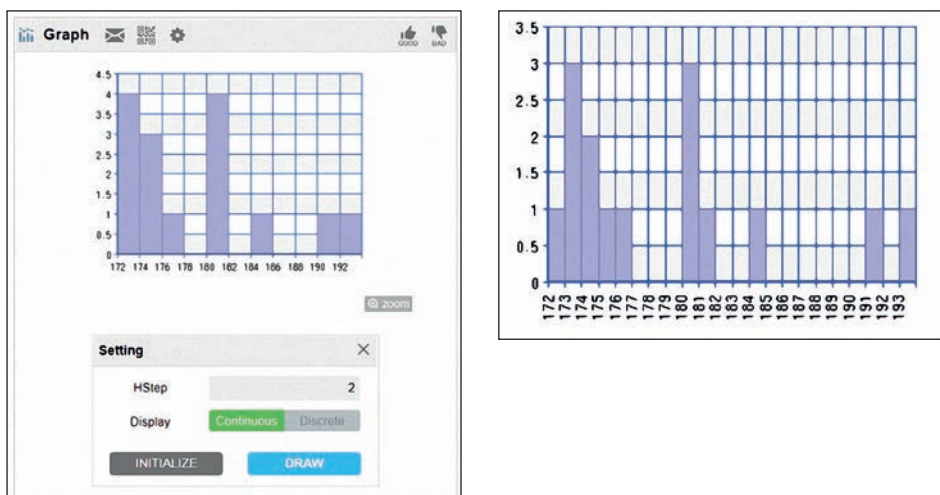 Graph
GOOD BAD
4.5
4
3.5
3
2.5
2
1.5
1
0.5
0
172 174 176 178 180 182 184 186 188 190 192
zoom
Setting
HStep 2
Display Continuous Discrete
INITIALIZE DRAW
3.5
3
2.5
2
1.5
1
0.5
0
172 173 174 175 176 177 178 179 180 181 182 183 184 185 186 187 188 189 190 191 192 193